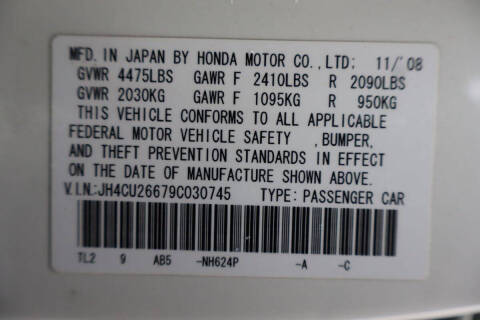 MFD. IN JAPAN BY HONDA MOTOR CO.,LTD; 11/'08
GVWR 4475LBS GAWR F 2410LBS R 2090LBS
GVWR 2030KG GAWR F 1095KG R 950KG
THIS VEHICLE CONFORMS TO ALL APPLICABLE
FEDERAL MOTOR VEHICLE SAFETY ,BUMPER,
AND THEFT PREVENTION STANDARDS IN EFFECT
ON THE DATE OF MANUFACTURE SHOWN ABOVE.
V.I.N.:JH4CU26679C030745 TYPE: PASSENGER CAR
TL2 9 AB5 -NH624P -A -C